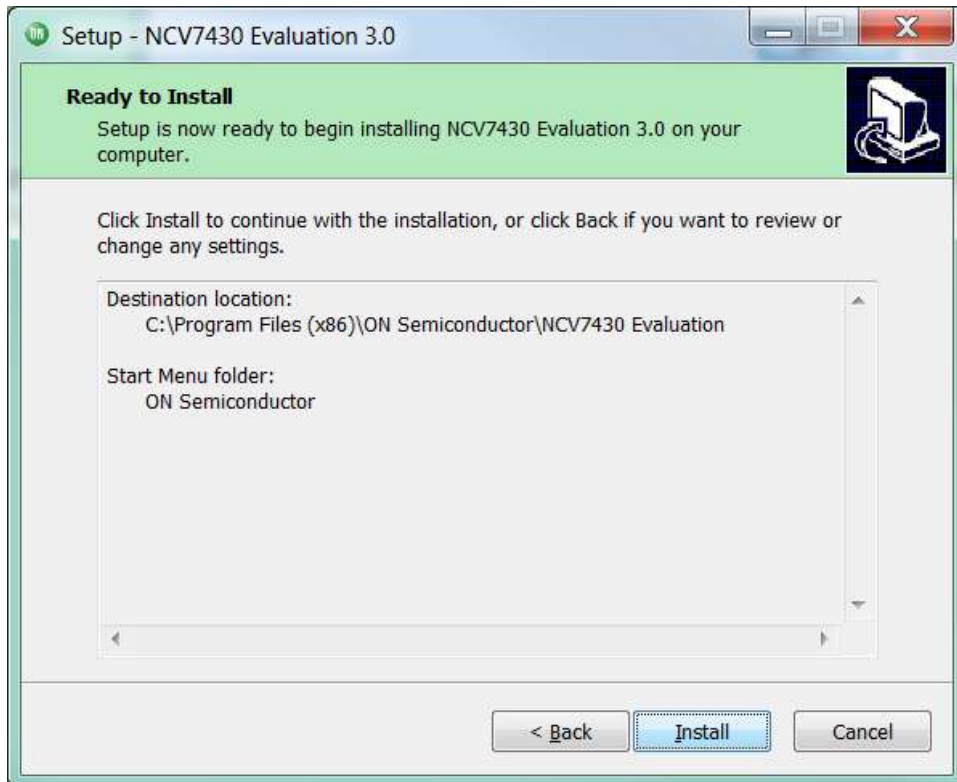 Setup - NCV7430 Evaluation 3.0
Ready to Install
Setup is now ready to begin installing NCV7430 Evaluation 3.0 on your
computer.
Click Install to continue with the installation, or click Back if you want to review or
change any settings.
Destination location:
C:\Program Files (x86)\ON Semiconductor\NCV7430 Evaluation
Start Menu folder:
ON Semiconductor
< Back Install Cancel